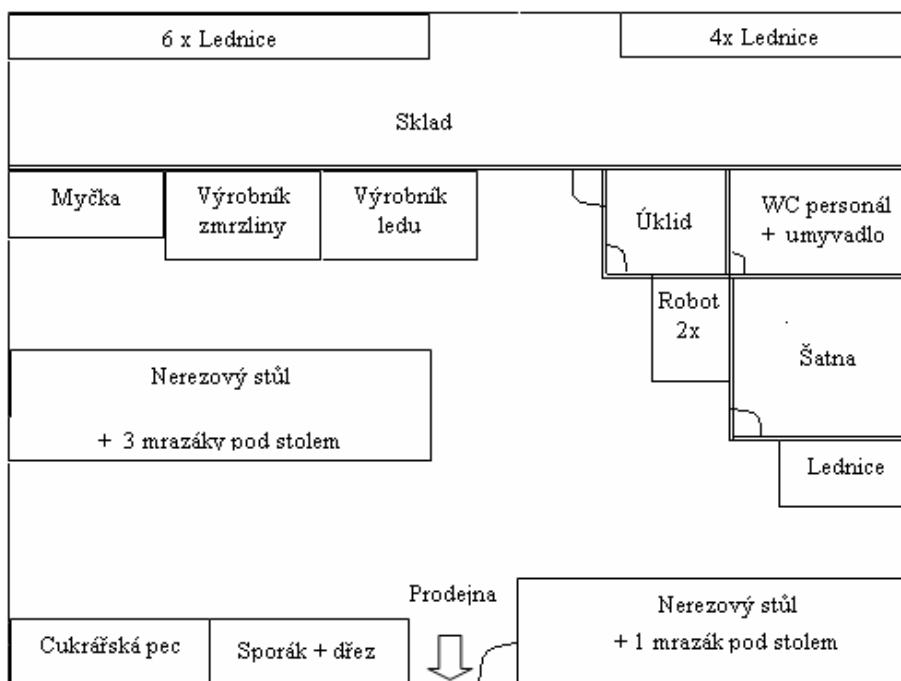 6 x Lednice
4x Lednice
Sklad
Myčka
Výrobník
zmrzliny
Výrobník
ledu
Úklid
WC personál
+ umyvadlo
Robot
2x
Šatna
Nerezový stůl
+ 3 mrazáky pod stolem
Lednice
Prodejna
Nerezový stůl
+ 1 mrazák pod stolem
Cukrářská pec
Sporák + dřez